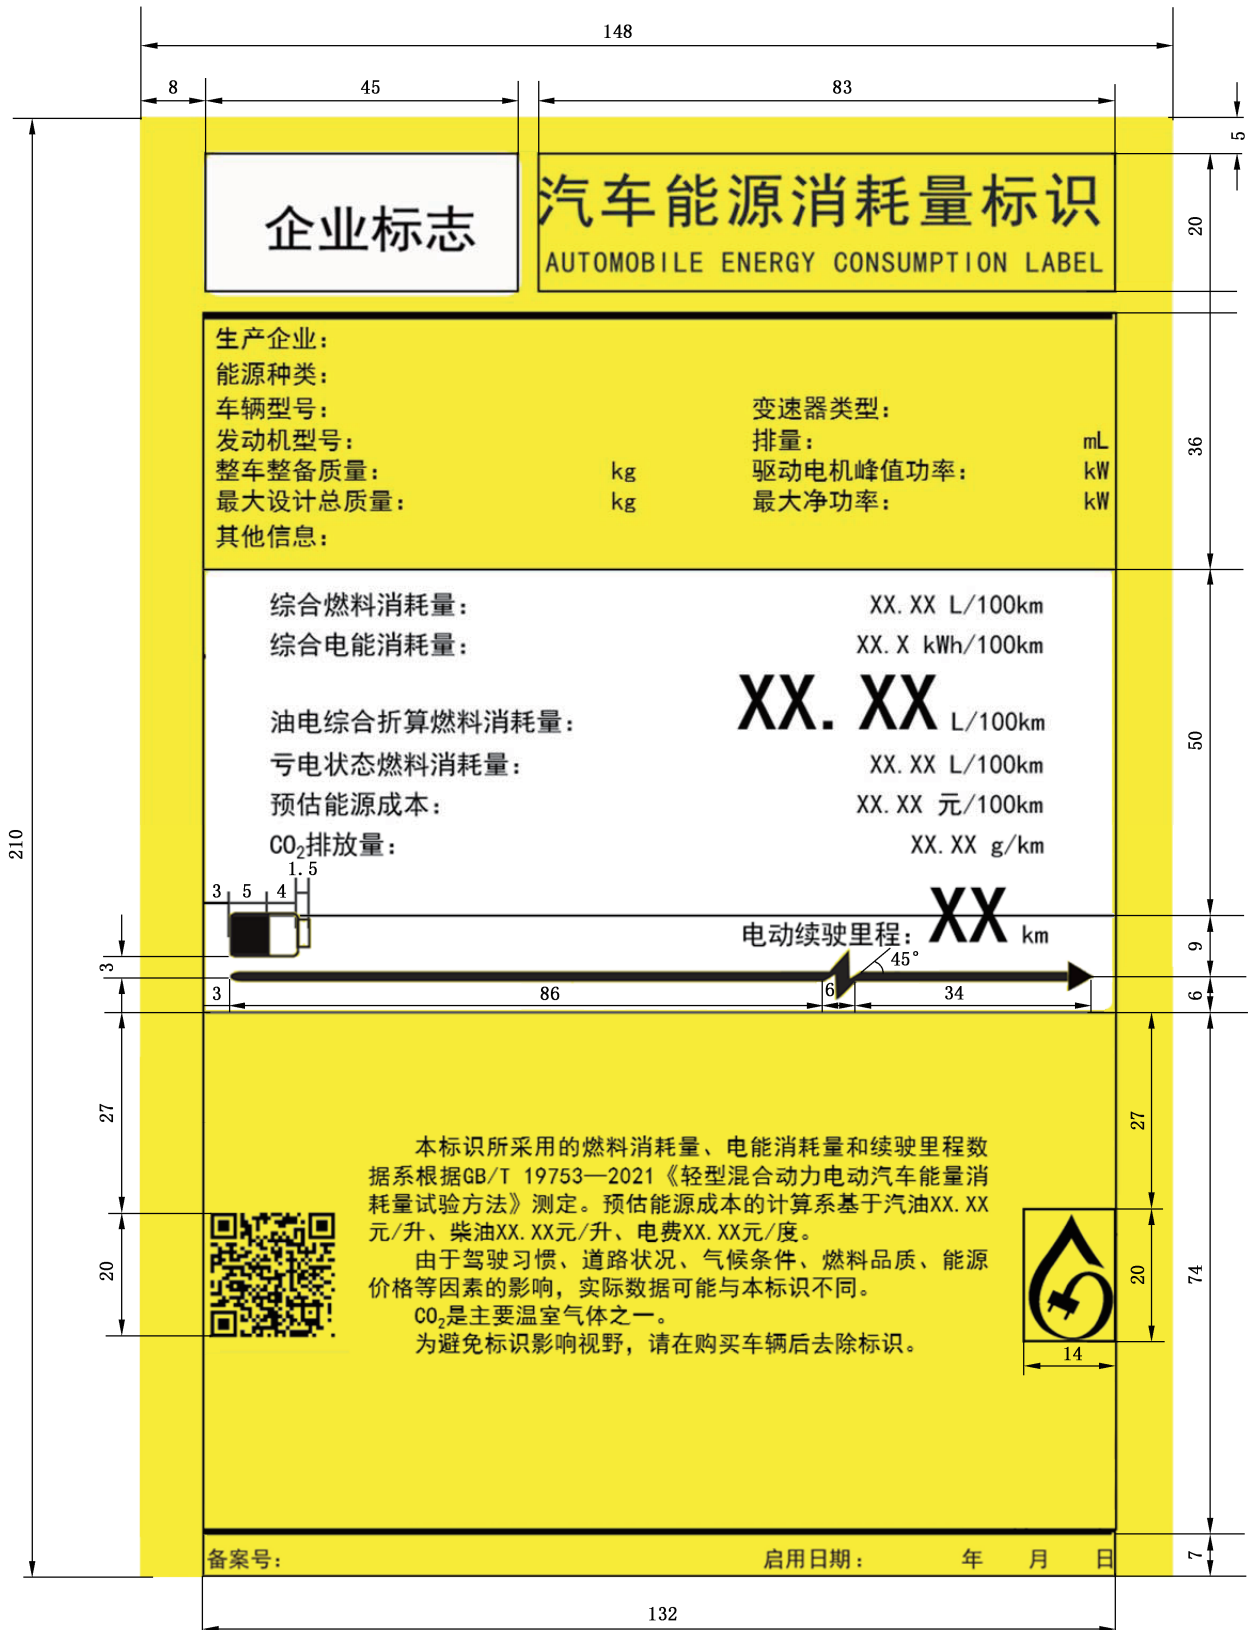 148
8
45
83
5
企业标志
汽车能源消耗量标识
AUTOMOBILE ENERGY CONSUMPTION LABEL
20
生产企业：
能源种类：
车辆型号： 变速器类型：
发动机型号： 排量： mL
整车整备质量： kg 驱动电机峰值功率： kW
最大设计总质量： kg 最大净功率： kW
其他信息：
36
综合燃料消耗量： XX.XX L/100km
综合电能消耗量： XX.X kWh/100km
油电综合折算燃料消耗量： XX.XX L/100km
亏电状态燃料消耗量： XX.XX L/100km
预估能源成本： XX.XX 元/100km
CO₂排放量： XX.XX g/km
50
210
1.5
3 5 4
电动续驶里程： XX km
9
45°
3
3 86 6 34
6
27
27
本标识所采用的燃料消耗量、电能消耗量和续驶里程数
据系根据GB/T 19753—2021《轻型混合动力电动汽车能量消
耗量试验方法》测定。预估能源成本的计算系基于汽油XX.XX
元/升、柴油XX.XX元/升、电费XX.XX元/度。
由于驾驶习惯、道路状况、气候条件、燃料品质、能源
价格等因素的影响，实际数据可能与本标识不同。
CO₂是主要温室气体之一。
为避免标识影响视野，请在购买车辆后去除标识。
20
20
74
14
备案号： 启用日期： 年 月 日
7
132